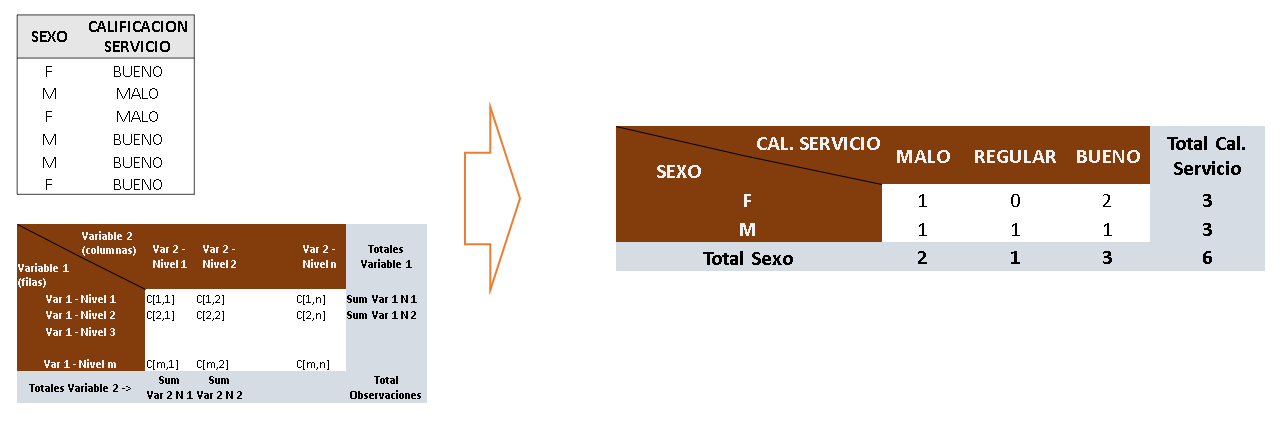 SEXO CALIFICACION SERVICIO
F BUENO
M MALO
F MALO
M BUENO
M BUENO
F BUENO
Variable 2 (columnas) Variable 1 (filas) Var 2 - Nivel 1 Var 2 - Nivel 2 Var 2 - Nivel n Totales Variable 1
Var 1 - Nivel 1 C[1,1] C[1,2] C[1,n] Sum Var 1 N 1
Var 1 - Nivel 2 C[2,1] C[2,2] C[2,n] Sum Var 1 N 2
Var 1 - Nivel 3
Var 1 - Nivel m C[m,1] C[m,2] C[m,n]
Totales Variable 2 -> Sum Var 2 N 1 Sum Var 2 N 2 Total Observaciones
CAL. SERVICIO SEXO MALO REGULAR BUENO Total Cal. Servicio
F 1 0 2 3
M 1 1 1 3
Total Sexo 2 1 3 6